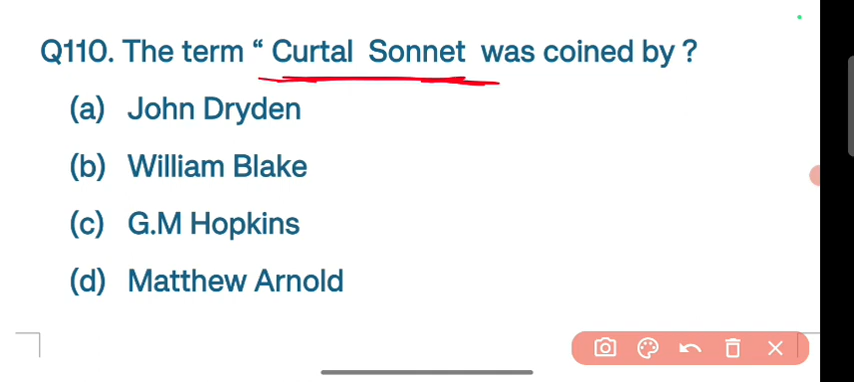 Q110. The term “ Curtal Sonnet was coined by ?
(a) John Dryden
(b) William Blake
(c) G.M Hopkins
(d) Matthew Arnold